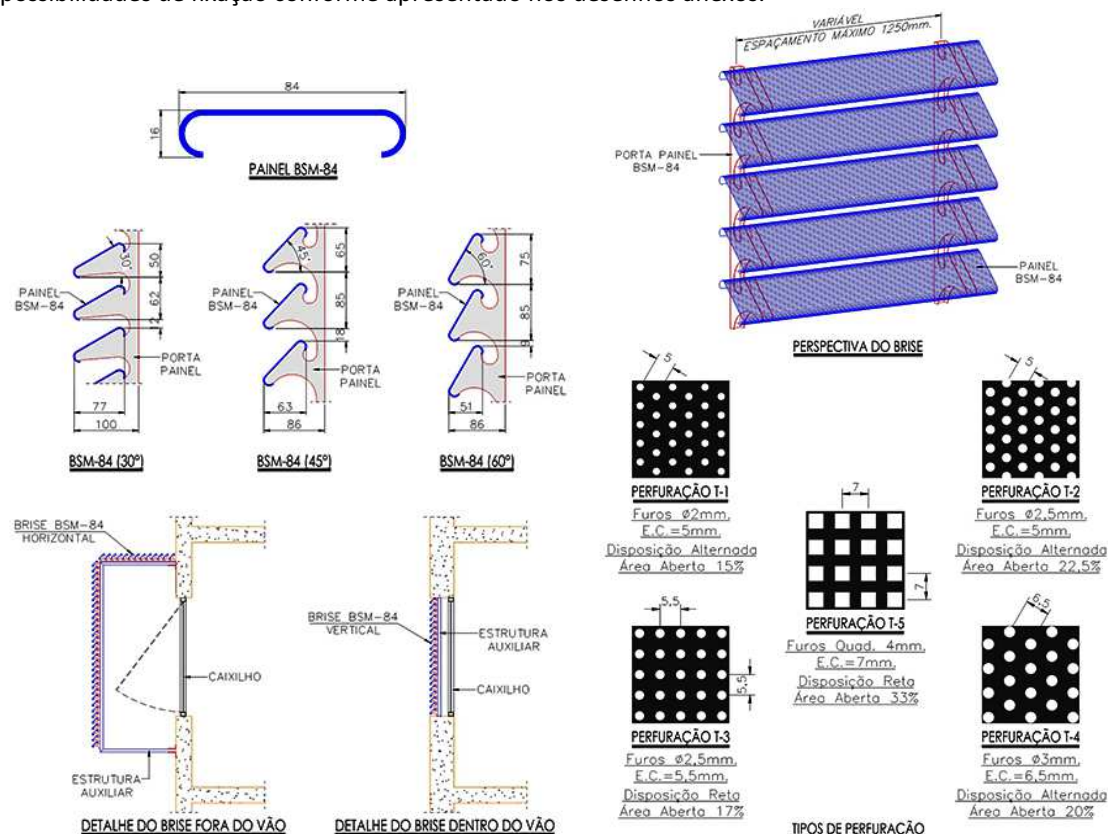 possibilidades de fixação conforme apresentado nos desenhos anexos.
84
16
PAINEL BSM-84
VARIÁVEL
ESPAÇAMENTO MÁXIMO 1250mm.
PORTA PAINEL
BSM-84
PAINEL
BSM-84
PERSPECTIVA DO BRISE
30°
50
62
12
PAINEL
BSM-84
PORTA
PAINEL
77
100
BSM-84 (30º)
45°
65
85
18
PAINEL
BSM-84
PORTA
PAINEL
63
86
BSM-84 (45º)
60°
75
85
9
PAINEL
BSM-84
PORTA
PAINEL
51
86
BSM-84 (60º)
5
PERFURAÇÃO T-1
Furos ø2mm.
E.C.=5mm.
Disposição Alternada
Área Aberta 15%
5
PERFURAÇÃO T-2
Furos ø2,5mm.
E.C.=5mm.
Disposição Alternada
Área Aberta 22,5%
7
7
PERFURAÇÃO T-5
Furos Quad. 4mm.
E.C.=7mm.
Disposição Reta
Área Aberta 33%
5,5
5,5
PERFURAÇÃO T-3
Furos ø2,5mm.
E.C.=5,5mm.
Disposição Reta
Área Aberta 17%
6,5
PERFURAÇÃO T-4
Furos ø3mm.
E.C.=6,5mm.
Disposição Alternada
Área Aberta 20%
BRISE BSM-84
HORIZONTAL
CAIXILHO
ESTRUTURA
AUXILIAR
DETALHE DO BRISE FORA DO VÃO
BRISE BSM-84
VERTICAL
ESTRUTURA
AUXILIAR
CAIXILHO
DETALHE DO BRISE DENTRO DO VÃO
TIPOS DE PERFURAÇÃO